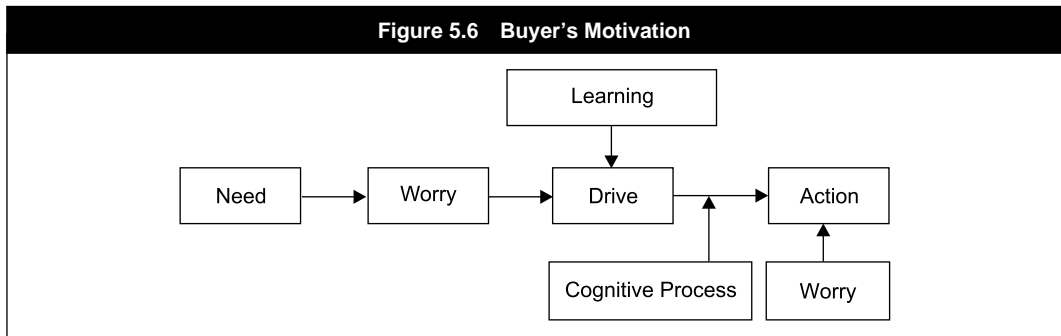 Figure 5.6 Buyer’s Motivation
Learning
Need
Worry
Drive
Action
Cognitive Process
Worry